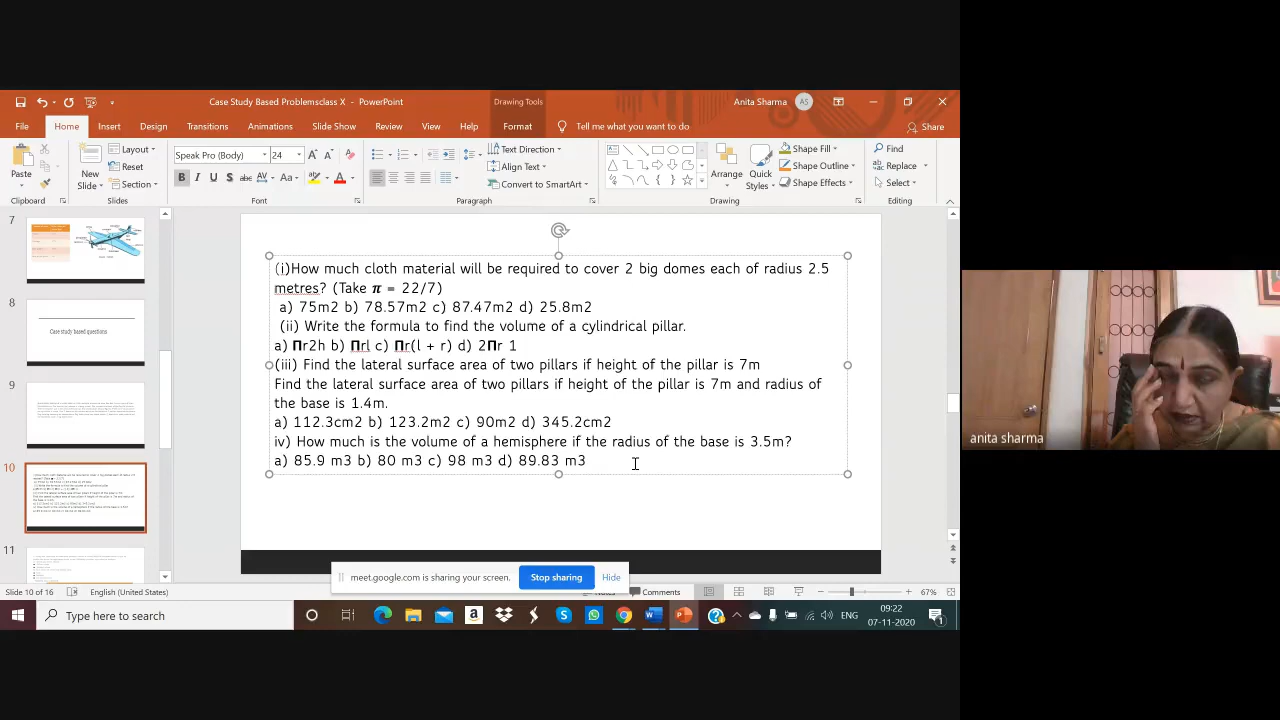 Case Study Based Problemsclass X - PowerPoint
Drawing Tools
Anita Sharma
AS
File Home Insert Design Transitions Animations Slide Show Review View Help Format Tell me what you want to do Share
Paste
New Slide
Layout
Reset
Section
Speak Pro (Body) 24
Text Direction
Align Text
Convert to SmartArt
Arrange
Quick Styles
Shape Fill
Shape Outline
Shape Effects
Find
Replace
Select
Clipboard Slides Font Paragraph Drawing Editing
7
8
Case study based questions
9
10
11
(i)How much cloth material will be required to cover 2 big domes each of radius 2.5
metres? (Take π = 22/7)
a) 75m2 b) 78.57m2 c) 87.47m2 d) 25.8m2
(ii) Write the formula to find the volume of a cylindrical pillar.
a) Πr2h b) Πrl c) Πr(l + r) d) 2Πr 1
(iii) Find the lateral surface area of two pillars if height of the pillar is 7m
Find the lateral surface area of two pillars if height of the pillar is 7m and radius of
the base is 1.4m.
a) 112.3cm2 b) 123.2m2 c) 90m2 d) 345.2cm2
iv) How much is the volume of a hemisphere if the radius of the base is 3.5m?
a) 85.9 m3 b) 80 m3 c) 98 m3 d) 89.83 m3
anita sharma
meet.google.com is sharing your screen. Stop sharing Hide
Slide 10 of 16 English (United States) Comments 67%
Type here to search
ENG
09:22
07-11-2020